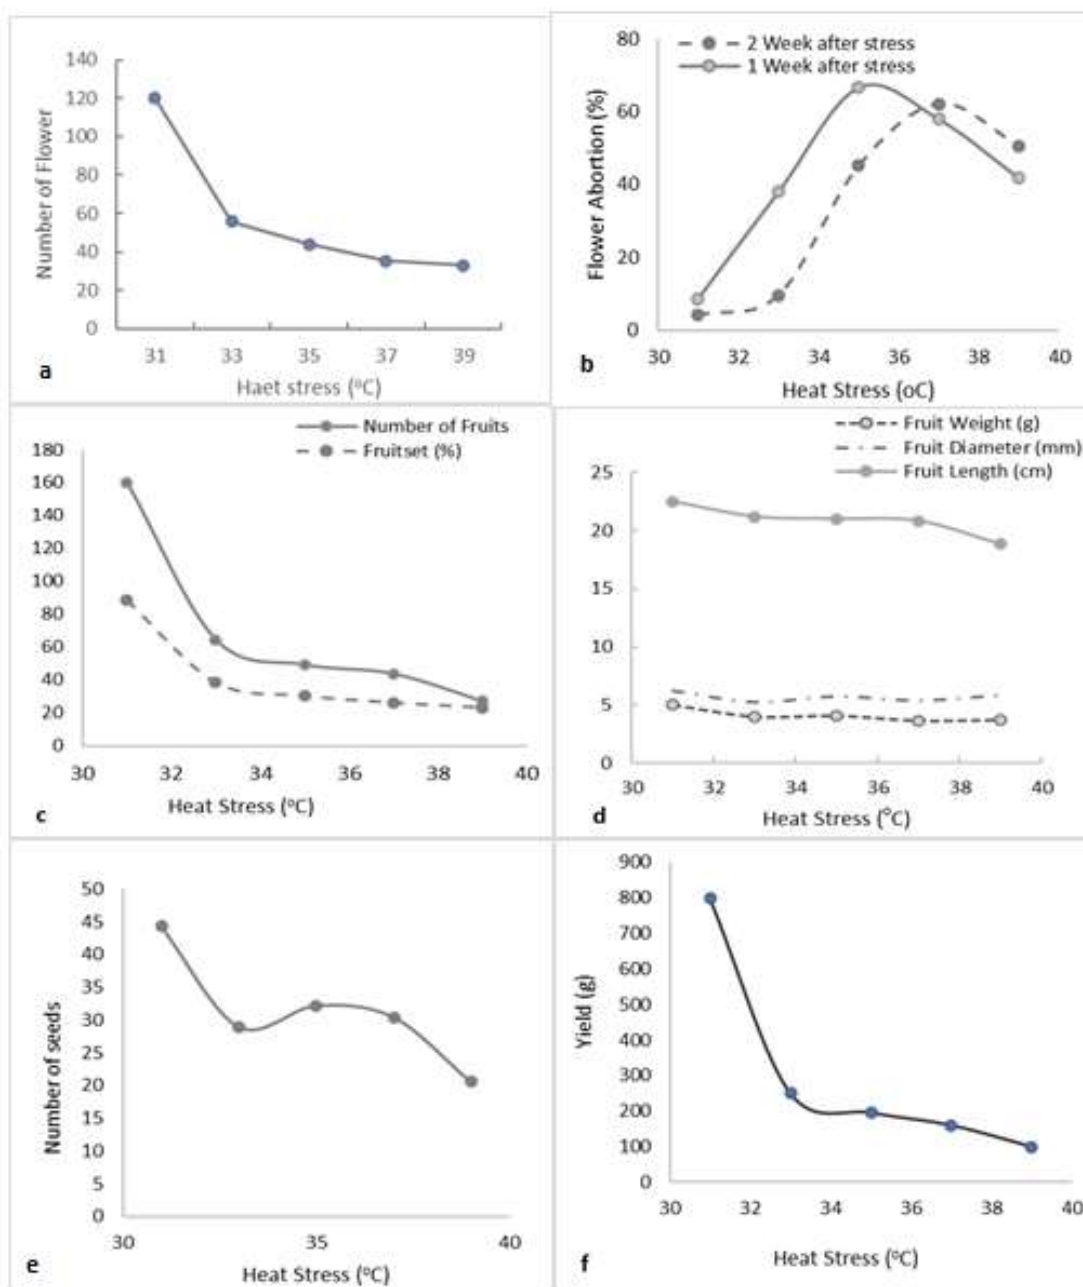 140
120
100
80
60
40
20
0
31 33 35 37 39
Number of Flower
Haet stress (ºC)
a
80
60
40
20
0
30 32 34 36 38 40
2 Week after stress
1 Week after stress
Flower Abortion (%)
Heat Stress (oC)
b
Number of Fruits
Fruitset (%)
180
160
140
120
100
80
60
40
20
0
30 32 34 36 38 40
Heat Stress (ºC)
c
Fruit Weight (g)
Fruit Diameter (mm)
Fruit Length (cm)
25
20
15
10
5
0
30 32 34 36 38 40
Heat Stress (°C)
d
50
45
40
35
30
25
20
15
10
5
0
30 35 40
Number of seeds
Heat Stress (ºC)
e
900
800
700
600
500
400
300
200
100
0
30 32 34 36 38 40
Yield (g)
Heat Stress (ºC)
f